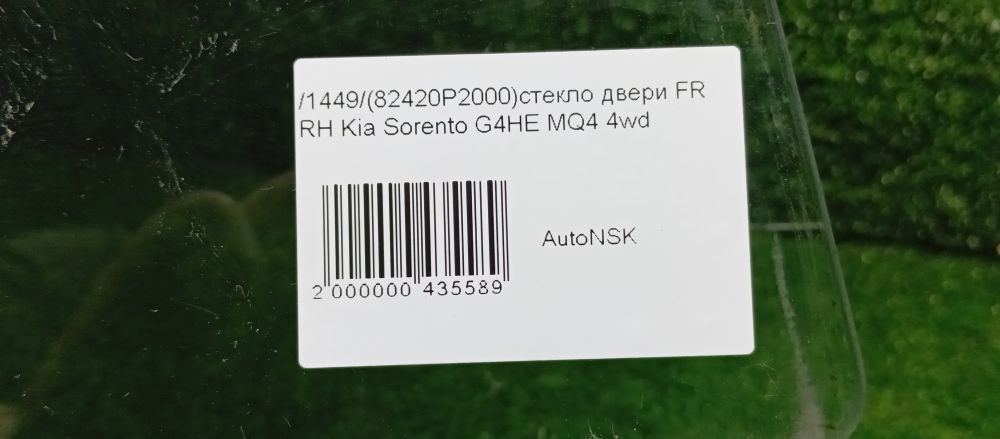 /1449/(82420P2000)стекло двери FR
RH Kia Sorento G4HE MQ4 4wd
AutoNSK
2 000000 435589